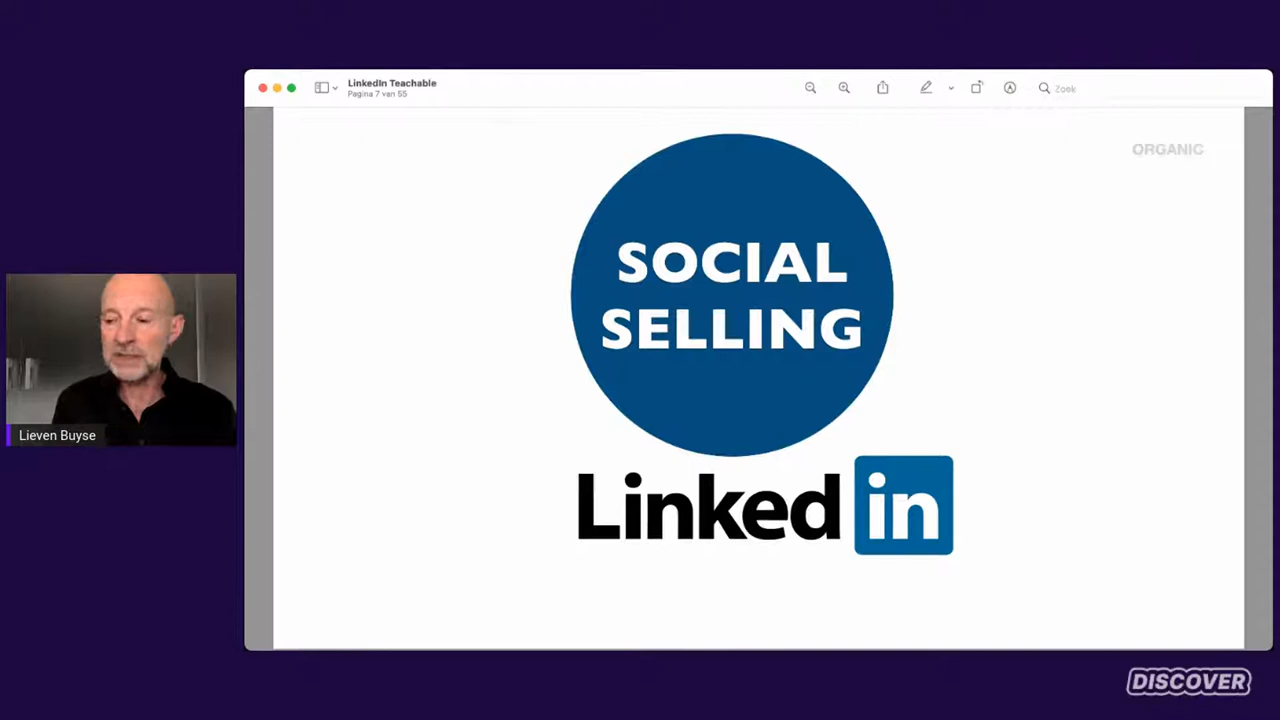 LinkedIn Teachable
Pagina 7 van 55
Zoek
ORGANIC
SOCIAL
SELLING
Linked in
Lieven Buyse
DISCOVER